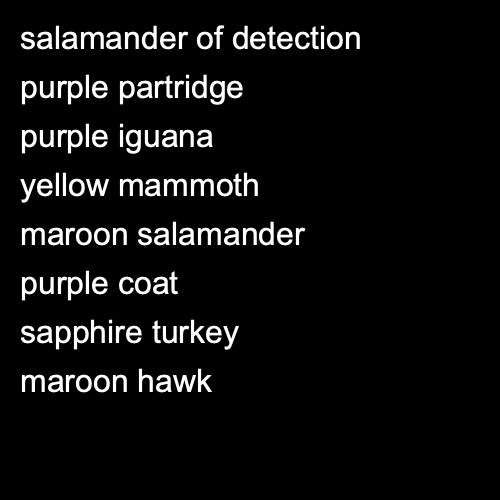 salamander of detection
purple partridge
purple iguana
yellow mammoth
maroon salamander
purple coat
sapphire turkey
maroon hawk